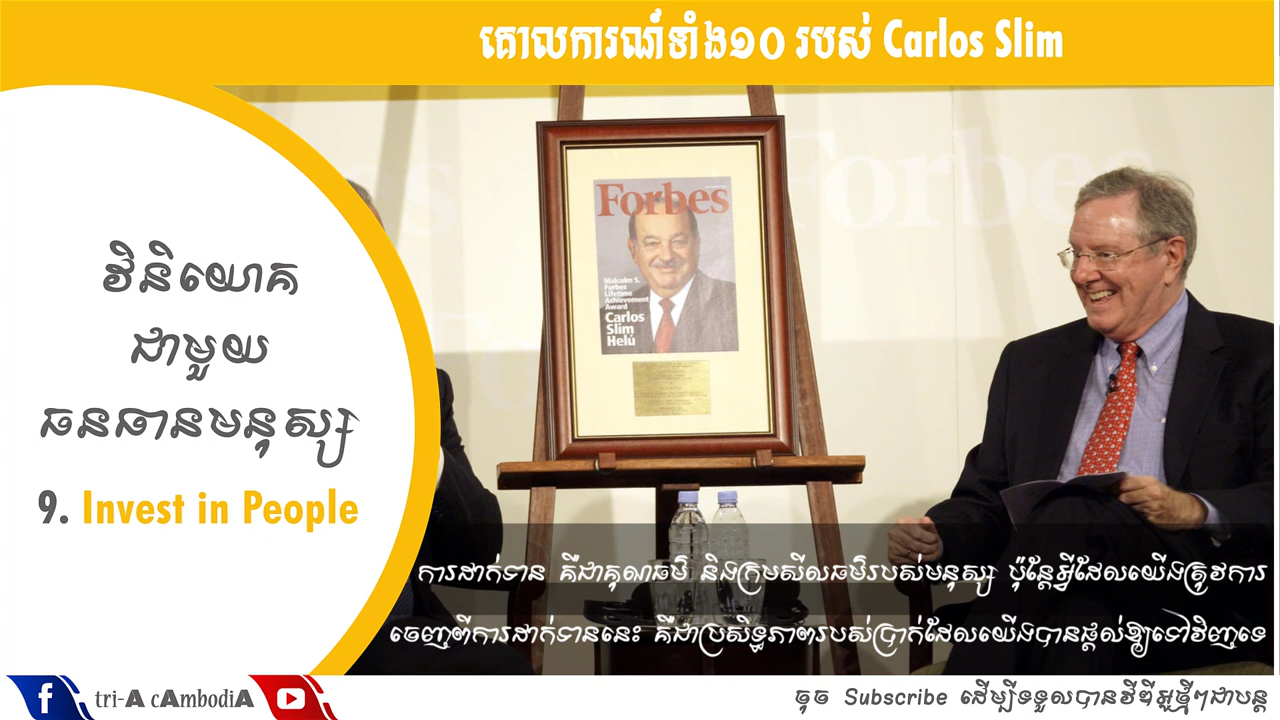 គោលការណ៍ទាំង១០ របស់ Carlos Slim
Forbes
Malcolm S.
Forbes
Lifetime
Achievement
Award
Carlos
Slim
Helú
វិនិយោគ
ជាមួយ
ធនធានមនុស្ស
9. Invest in People
ការដាក់ទាន គឺជាគុណធម៌ និងក្រមសីលធម៌របស់មនុស្ស ប៉ុន្តែអ្វីដែលយើងត្រូវការ
ចេញពីការដាក់ទាននេះ គឺជាប្រសិទ្ធភាពរបស់ប្រាក់ដែលយើងបានផ្តល់ឱ្យទៅវិញទេ
tri-A cAmbodiA
ចុច Subscribe ដើម្បីទទួលបានវីឌីអូថ្មីៗជាបន្ត